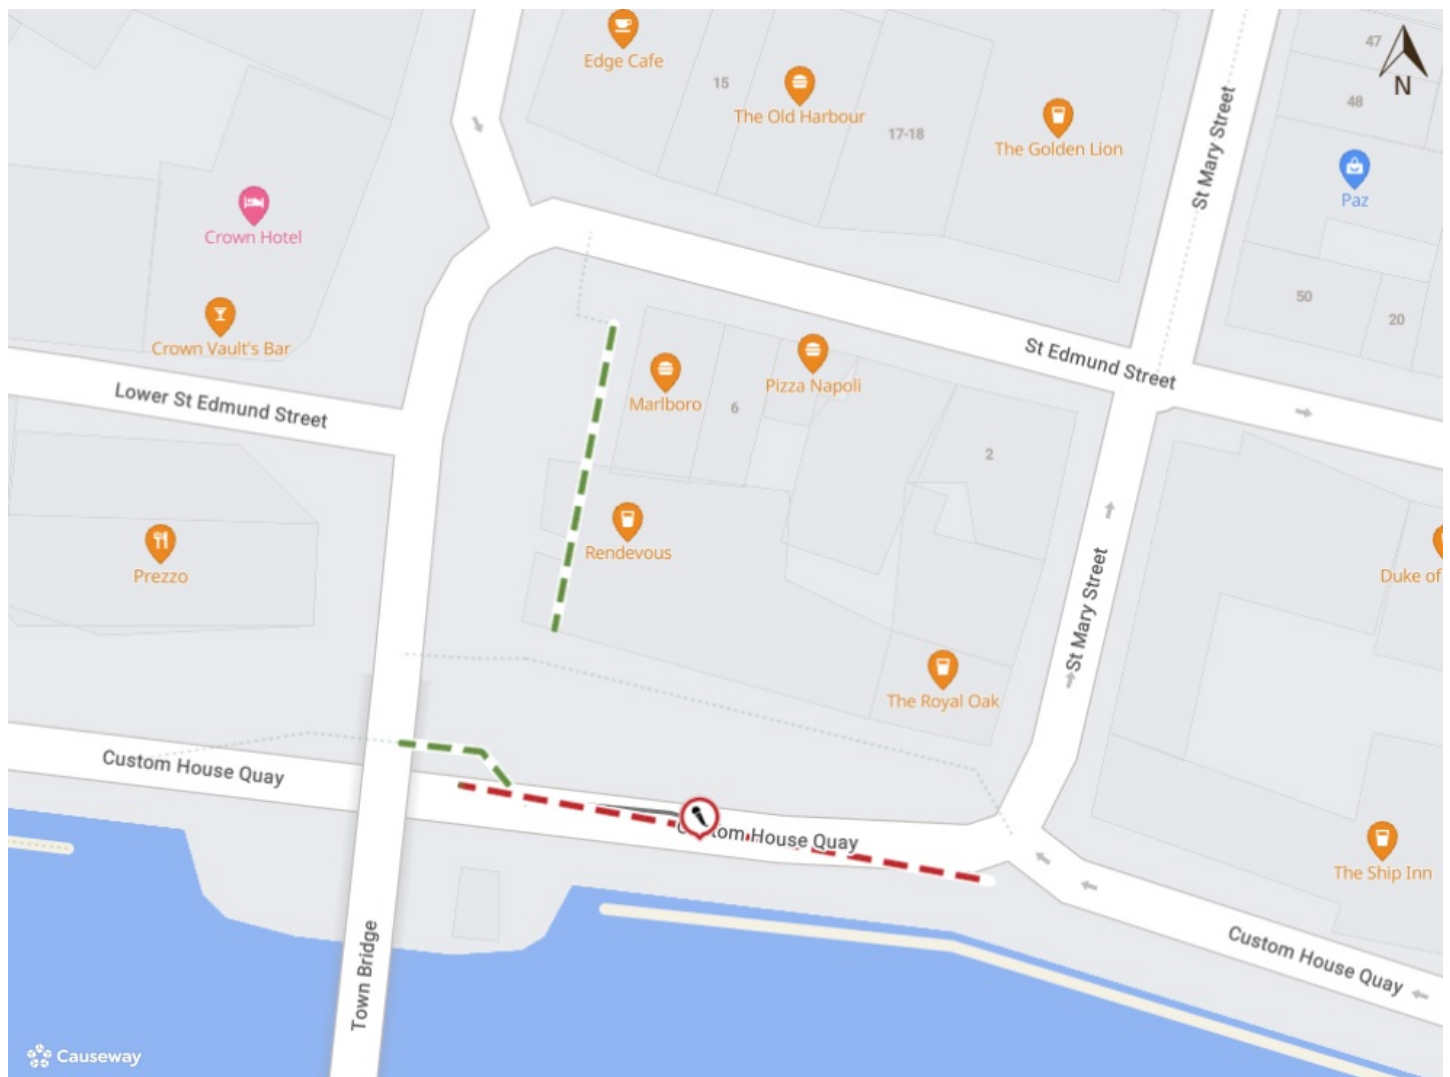 Edge Cafe
15
The Old Harbour
17-18
The Golden Lion
St Mary Street
47
48
N
Paz
Crown Hotel
50
20
Crown Vault's Bar
St Edmund Street
Pizza Napoli
Marlboro
6
Lower St Edmund Street
2
Rendevous
Prezzo
Duke of
St Mary Street
The Royal Oak
Custom House Quay
tom House Quay
The Ship Inn
Town Bridge
Custom House Quay
Causeway